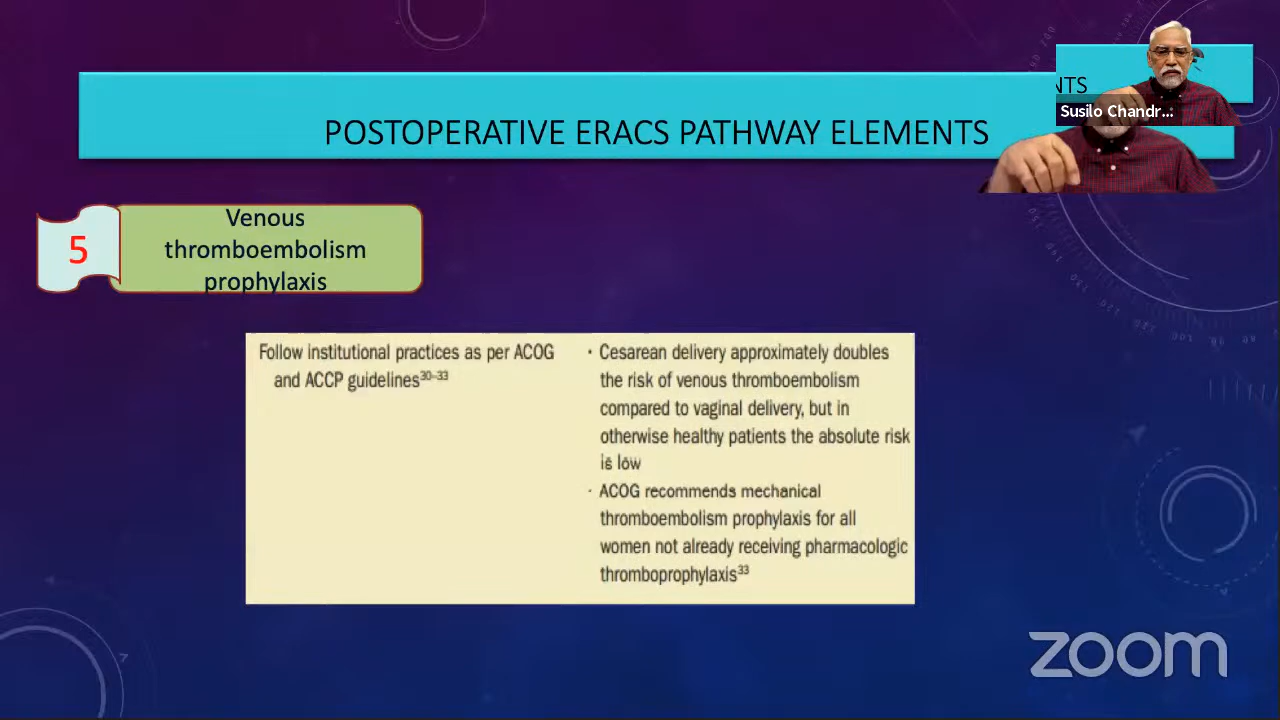 NTS
Susilo Chandr...
POSTOPERATIVE ERACS PATHWAY ELEMENTS
5
Venous
thromboembolism
prophylaxis
Follow institutional practices as per ACOG
and ACCP guidelines30–33
· Cesarean delivery approximately doubles
the risk of venous thromboembolism
compared to vaginal delivery, but in
otherwise healthy patients the absolute risk
is low
· ACOG recommends mechanical
thromboembolism prophylaxis for all
women not already receiving pharmacologic
thromboprophylaxis33
zoom